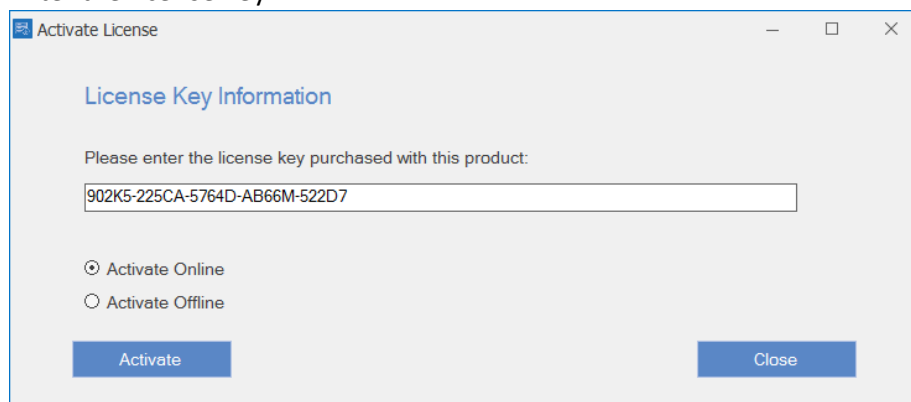 Activate License
License Key Information
Please enter the license key purchased with this product:
902K5-225CA-5764D-AB66M-522D7
Activate Online
Activate Offline
Activate Close